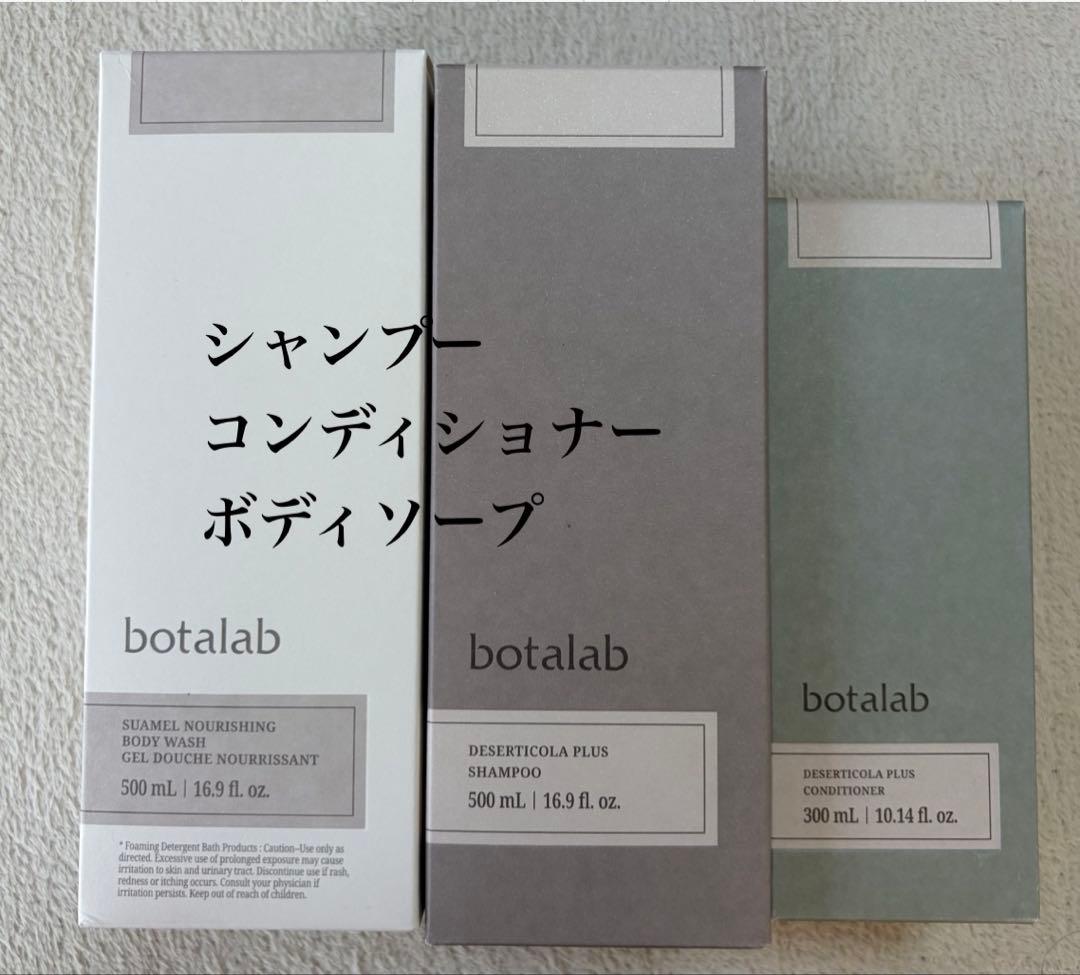 シャンプー
コンディショナー
ボディソープ
botalab
SUAMEL NOURISHING
BODY WASH
GEL DOUCHE NOURRISSANT
500 mL | 16.9 fl. oz.
* Foaming Detergent Bath Products : Caution–Use only as
directed. Excessive use of prolonged exposure may cause
irritation to skin and urinary tract. Discontinue use if rash,
redness or itching occurs. Consult your physician if
irritation persists. Keep out of reach of children.
botalab
DESERTICOLA PLUS
SHAMPOO
500 mL | 16.9 fl. oz.
botalab
DESERTICOLA PLUS
CONDITIONER
300 mL | 10.14 fl. oz.